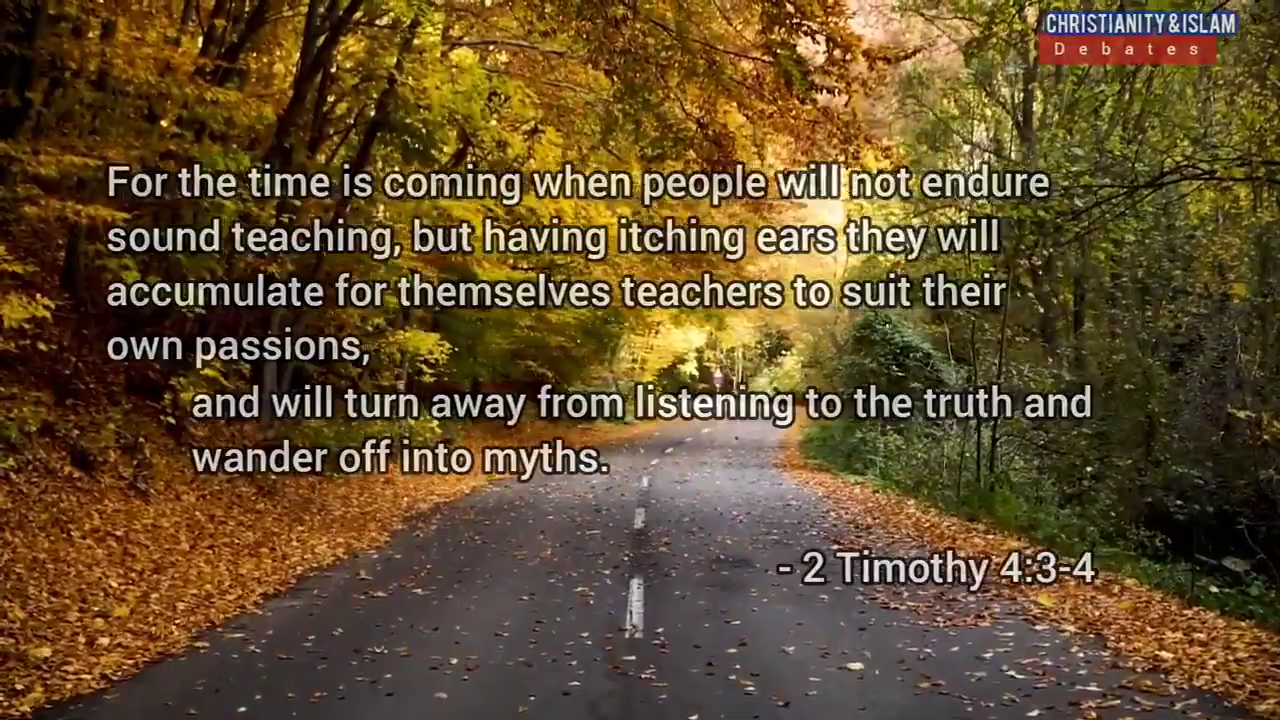 CHRISTIANITY & ISLAM
Debates
For the time is coming when people will not endure
sound teaching, but having itching ears they will
accumulate for themselves teachers to suit their
own passions,
and will turn away from listening to the truth and
wander off into myths.
- 2 Timothy 4:3-4